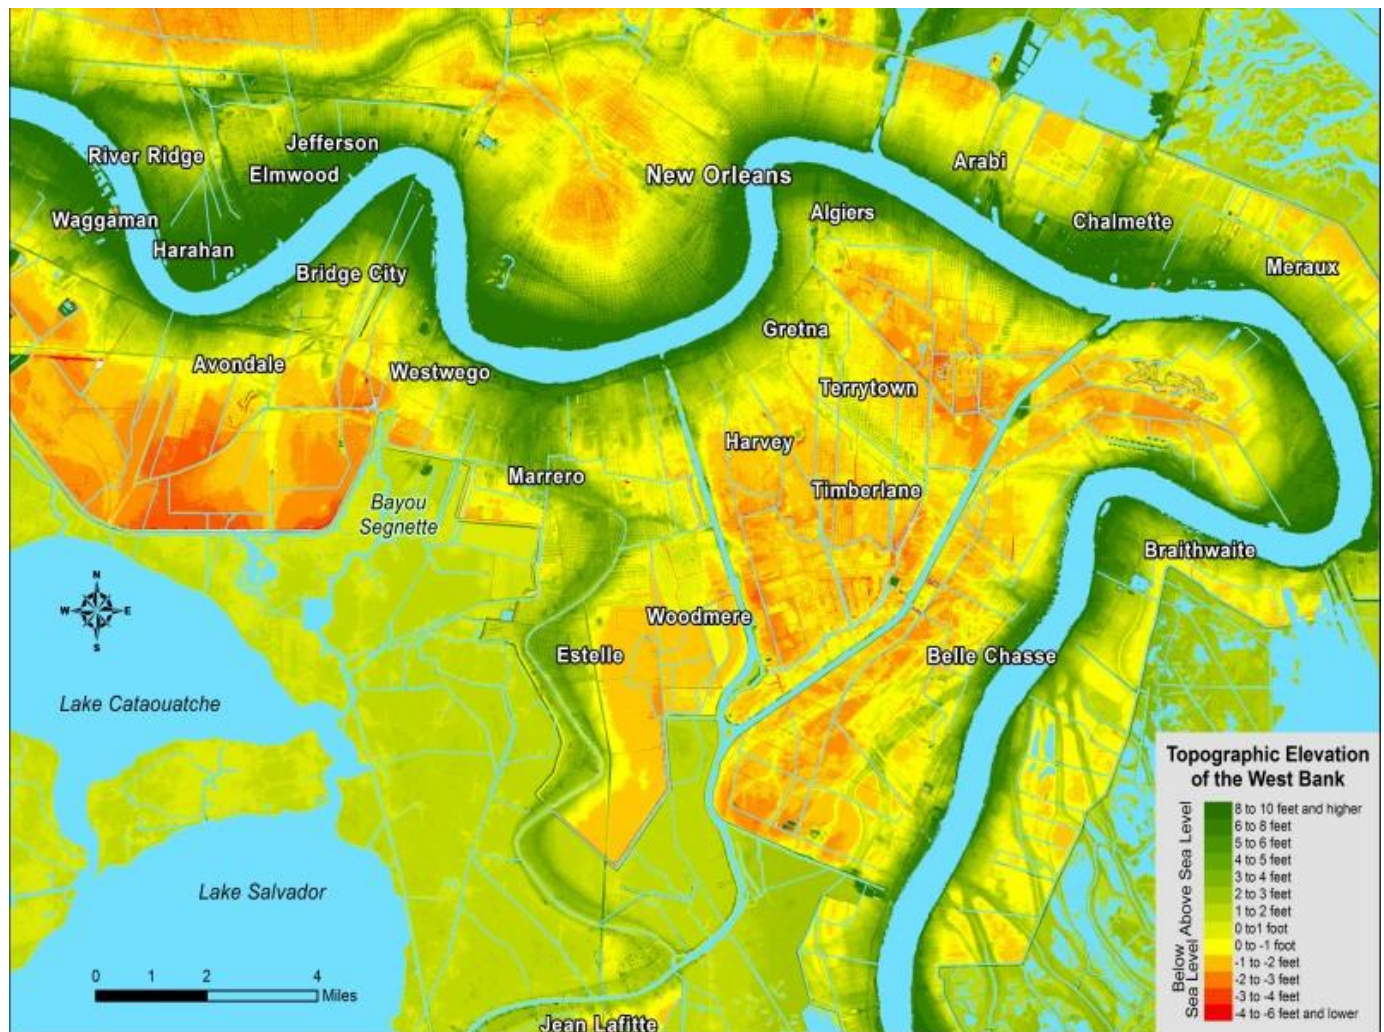 Jefferson
River Ridge
Elmwood
New Orleans
Arabi
Waggaman
Algiers
Chalmette
Harahan
Bridge City
Meraux
Gretna
Avondale
Westwego
Terrytown
Harvey
Marrero
Timberlane
Bayou
Segnette
Braithwaite
N
W
E
S
Woodmere
Estelle
Belle Chasse
Lake Cataouatche
Lake Salvador
0 1 2 4
Miles
Jean Lafitte
Topographic Elevation
of the West Bank
Above Sea Level
8 to 10 feet and higher
6 to 8 feet
5 to 6 feet
4 to 5 feet
3 to 4 feet
2 to 3 feet
1 to 2 feet
0 to1 foot
Below
Sea Level
0 to -1 foot
-1 to -2 feet
-2 to -3 feet
-3 to -4 feet
-4 to -6 feet and lower